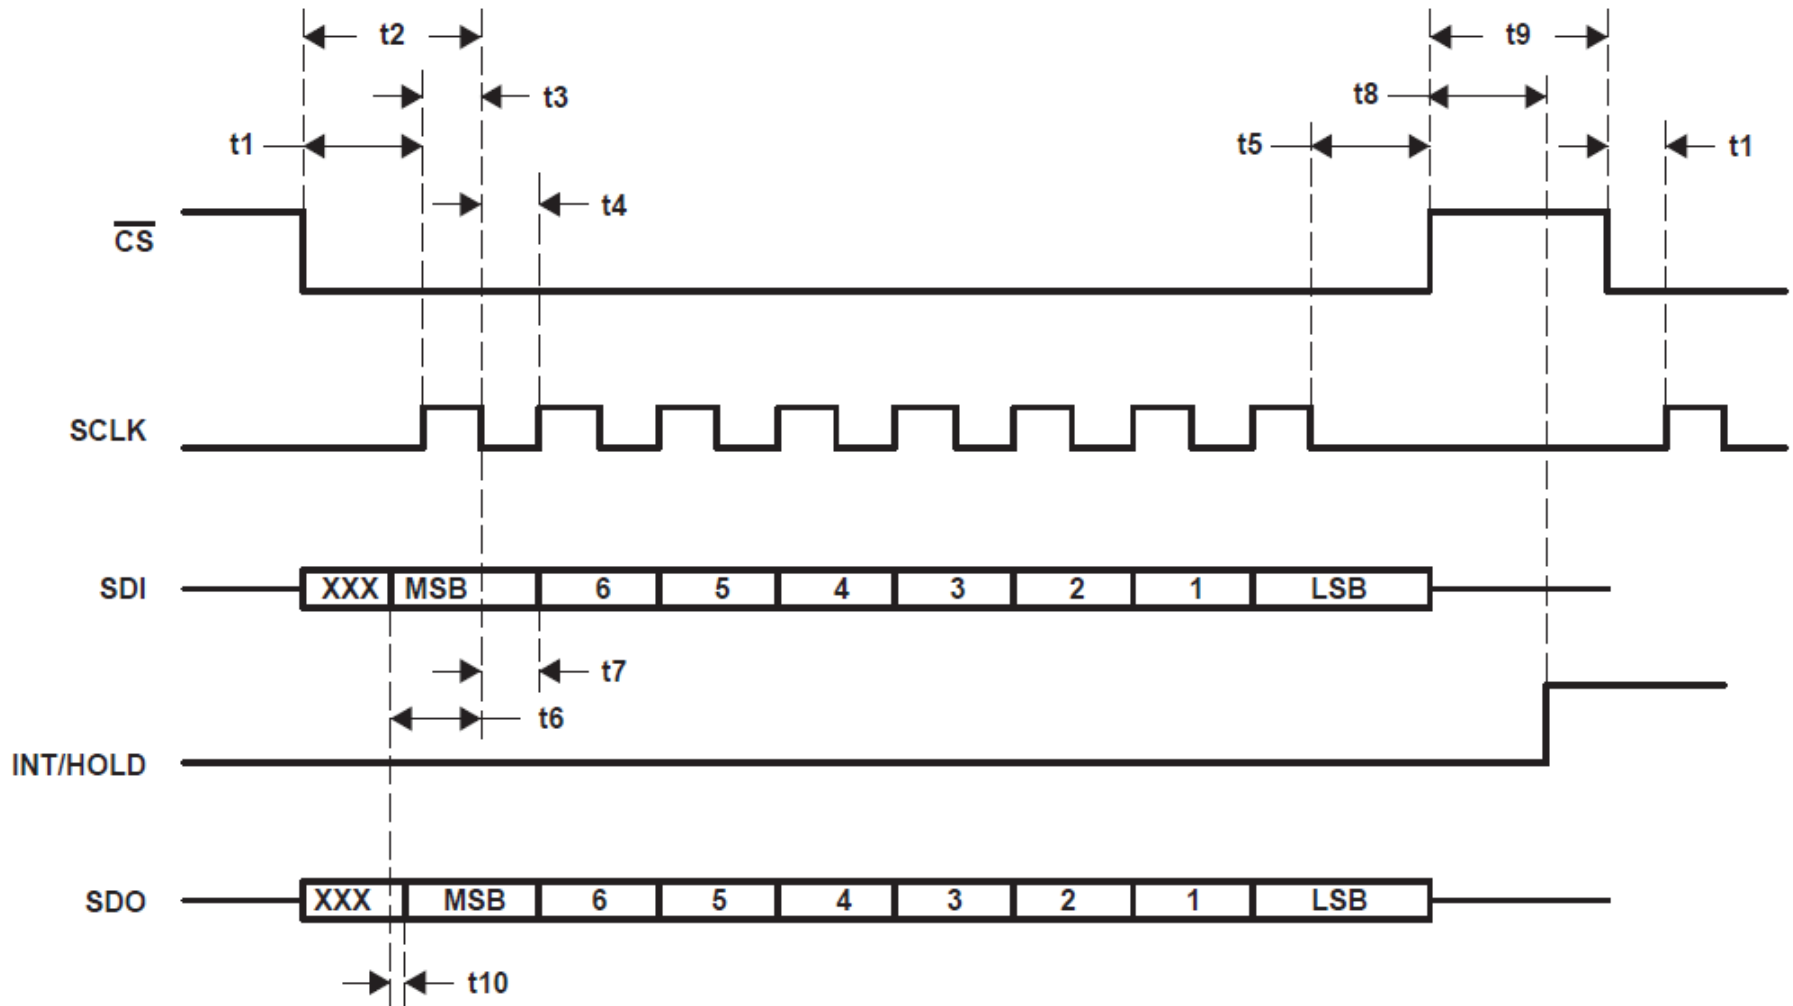 t2 t9
t3 t8
t1 t5 t1
t4
CS
SCLK
SDI XXX MSB 6 5 4 3 2 1 LSB
t7
t6
INT/HOLD
SDO XXX MSB 6 5 4 3 2 1 LSB
t10